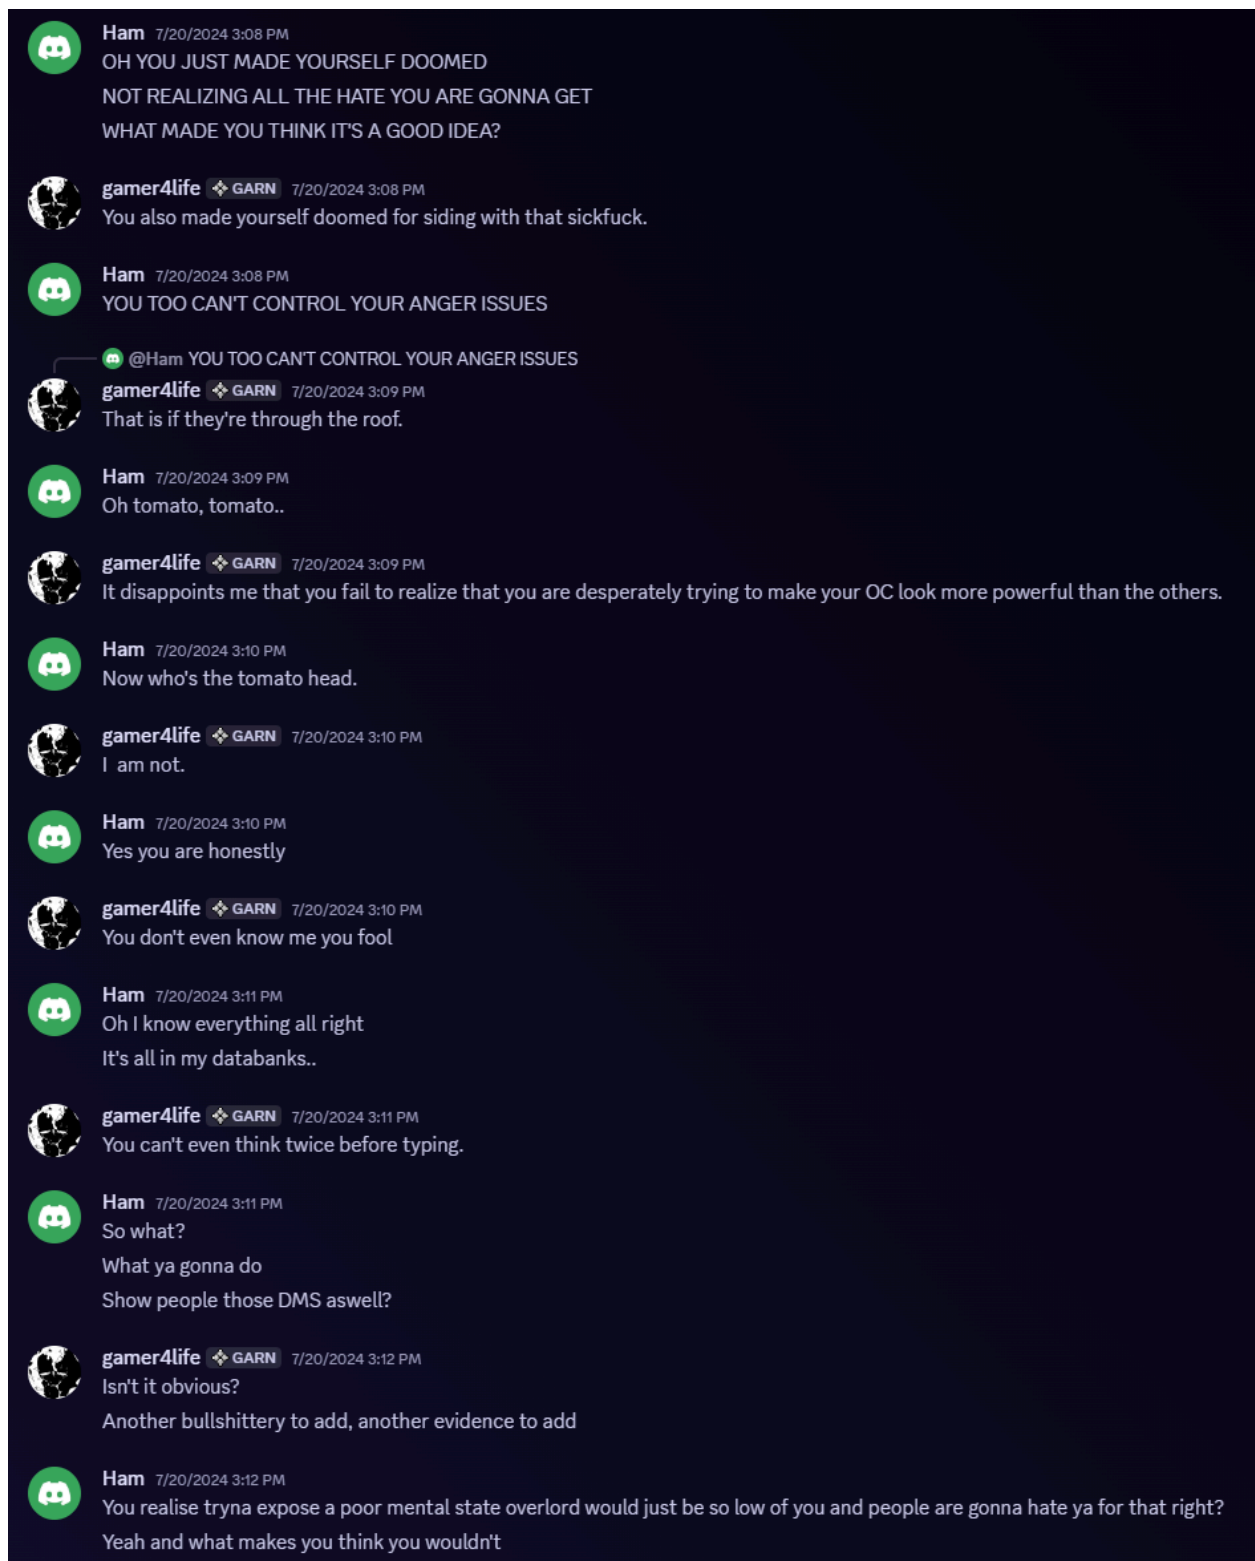 Ham 7/20/2024 3:08 PM
OH YOU JUST MADE YOURSELF DOOMED
NOT REALIZING ALL THE HATE YOU ARE GONNA GET
WHAT MADE YOU THINK IT'S A GOOD IDEA?
gamer4life GARN 7/20/2024 3:08 PM
You also made yourself doomed for siding with that sickfuck.
Ham 7/20/2024 3:08 PM
YOU TOO CAN'T CONTROL YOUR ANGER ISSUES
@Ham YOU TOO CAN'T CONTROL YOUR ANGER ISSUES
gamer4life GARN 7/20/2024 3:09 PM
That is if they're through the roof.
Ham 7/20/2024 3:09 PM
Oh tomato, tomato..
gamer4life GARN 7/20/2024 3:09 PM
It disappoints me that you fail to realize that you are desperately trying to make your OC look more powerful than the others.
Ham 7/20/2024 3:10 PM
Now who's the tomato head.
gamer4life GARN 7/20/2024 3:10 PM
I  am not.
Ham 7/20/2024 3:10 PM
Yes you are honestly
gamer4life GARN 7/20/2024 3:10 PM
You don't even know me you fool
Ham 7/20/2024 3:11 PM
Oh I know everything all right
It's all in my databanks..
gamer4life GARN 7/20/2024 3:11 PM
You can't even think twice before typing.
Ham 7/20/2024 3:11 PM
So what?
What ya gonna do
Show people those DMS aswell?
gamer4life GARN 7/20/2024 3:12 PM
Isn't it obvious?
Another bullshittery to add, another evidence to add
Ham 7/20/2024 3:12 PM
You realise tryna expose a poor mental state overlord would just be so low of you and people are gonna hate ya for that right?
Yeah and what makes you think you wouldn't